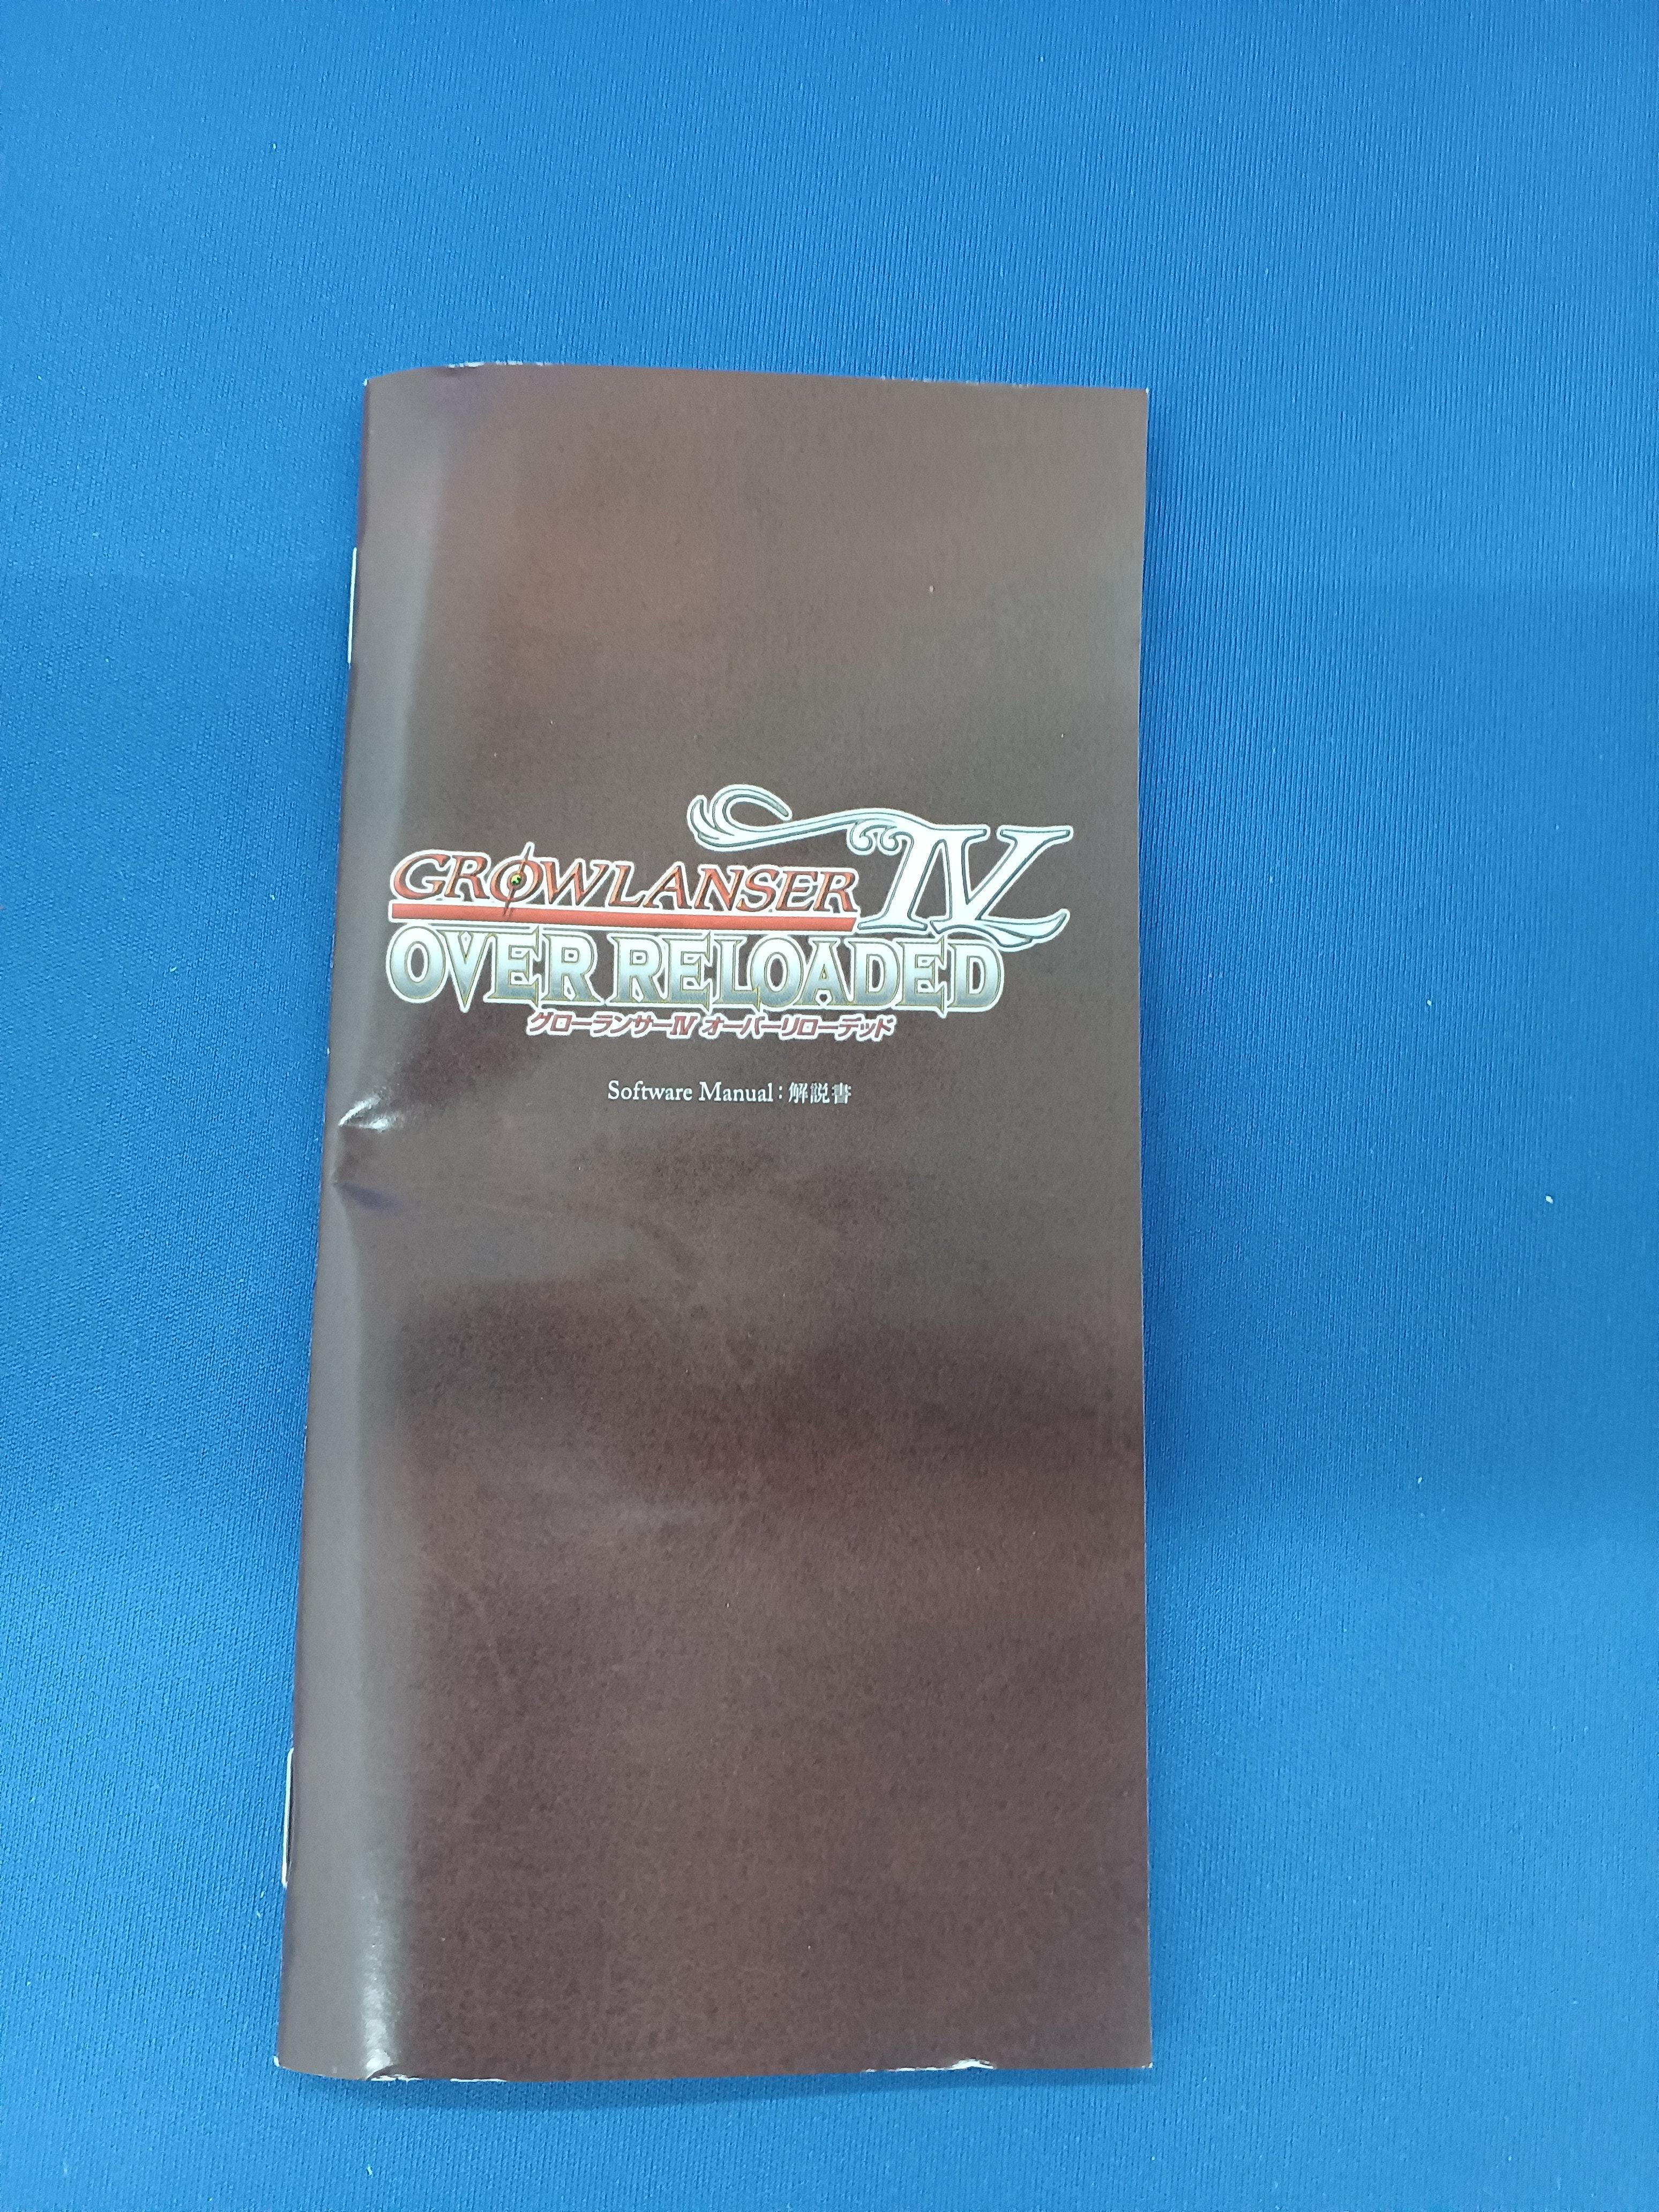 GROWLANSER IV
OVER RELOADED
グローランサーIV オーバーリローデッド
Software Manual：解説書